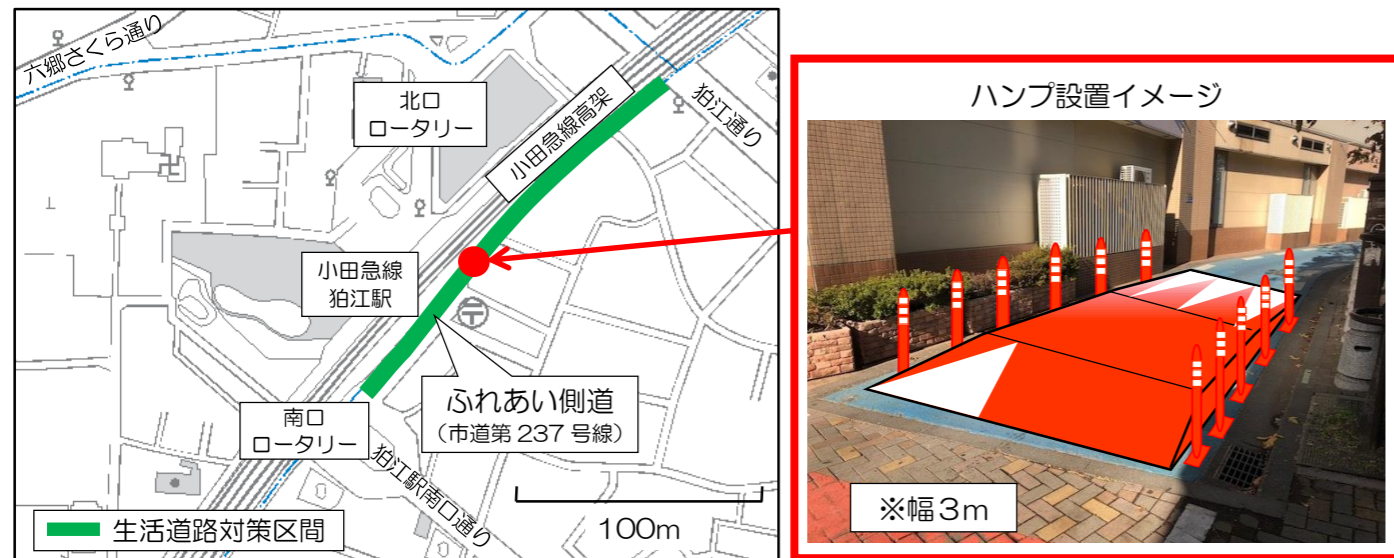 六郷さくら通り
北口
ロータリー
小田急線高架
狛江通り
小田急線
狛江駅
ふれあい側道
（市道第 237 号線）
南口
ロータリー
狛江駅南口通り
100m
生活道路対策区間
ハンプ設置イメージ
※幅３ｍ